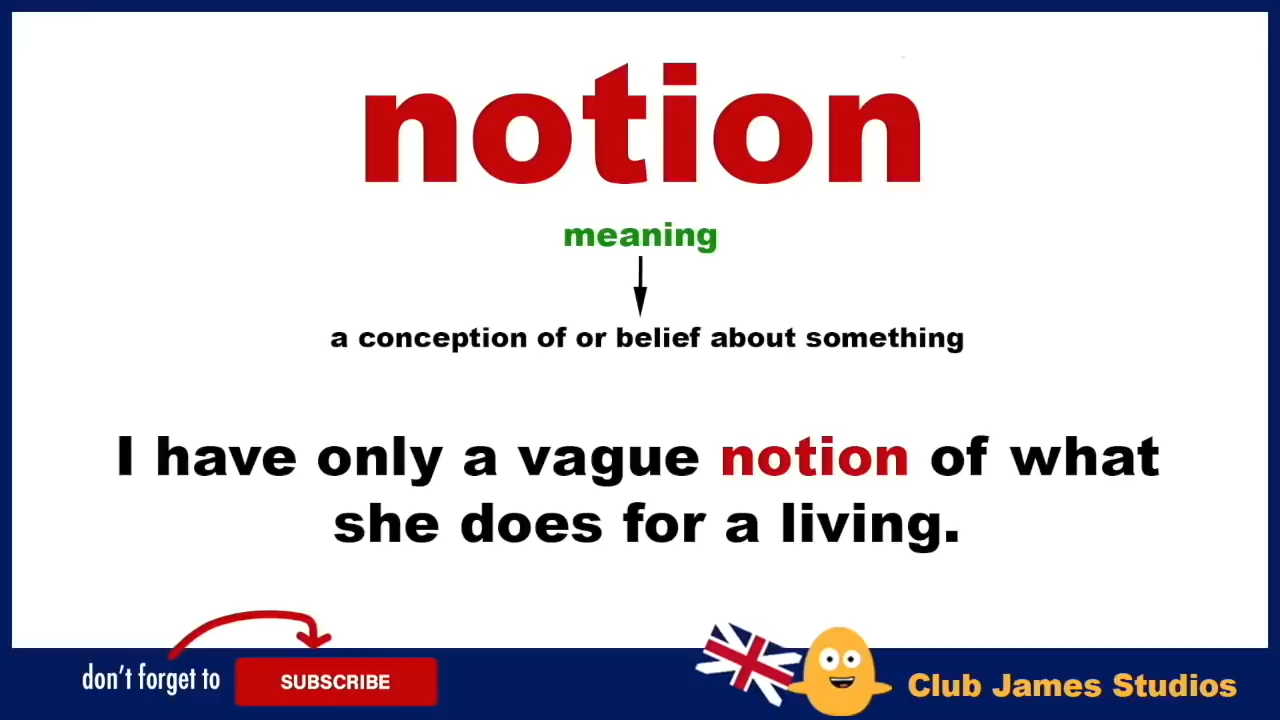 notion
meaning
a conception of or belief about something
I have only a vague notion of what
she does for a living.
don't forget to
SUBSCRIBE
Club James Studios